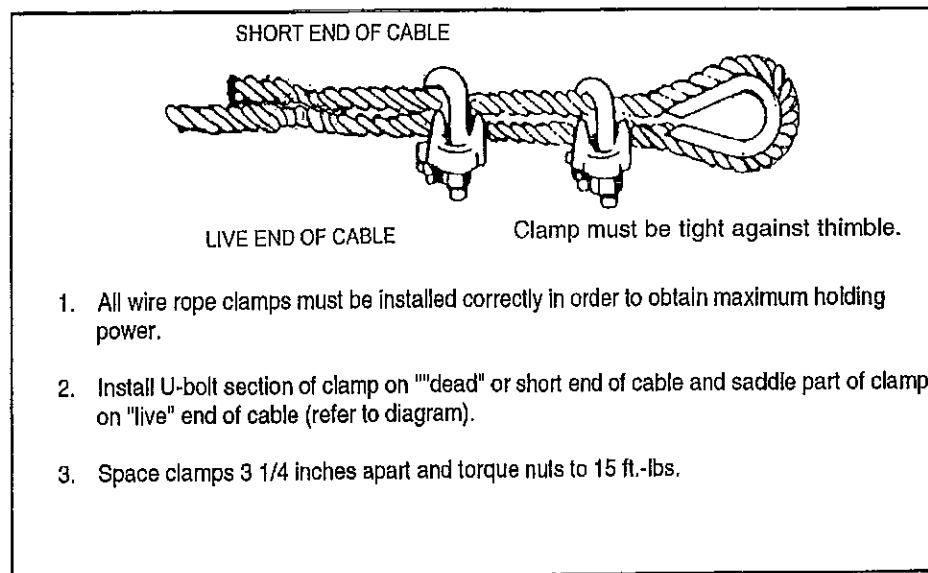 SHORT END OF CABLE
LIVE END OF CABLE
Clamp must be tight against thimble.
1. All wire rope clamps must be installed correctly in order to obtain maximum holding
power.
2. Install U-bolt section of clamp on ""dead" or short end of cable and saddle part of clamp
on "live" end of cable (refer to diagram).
3. Space clamps 3 1/4 inches apart and torque nuts to 15 ft.-lbs.